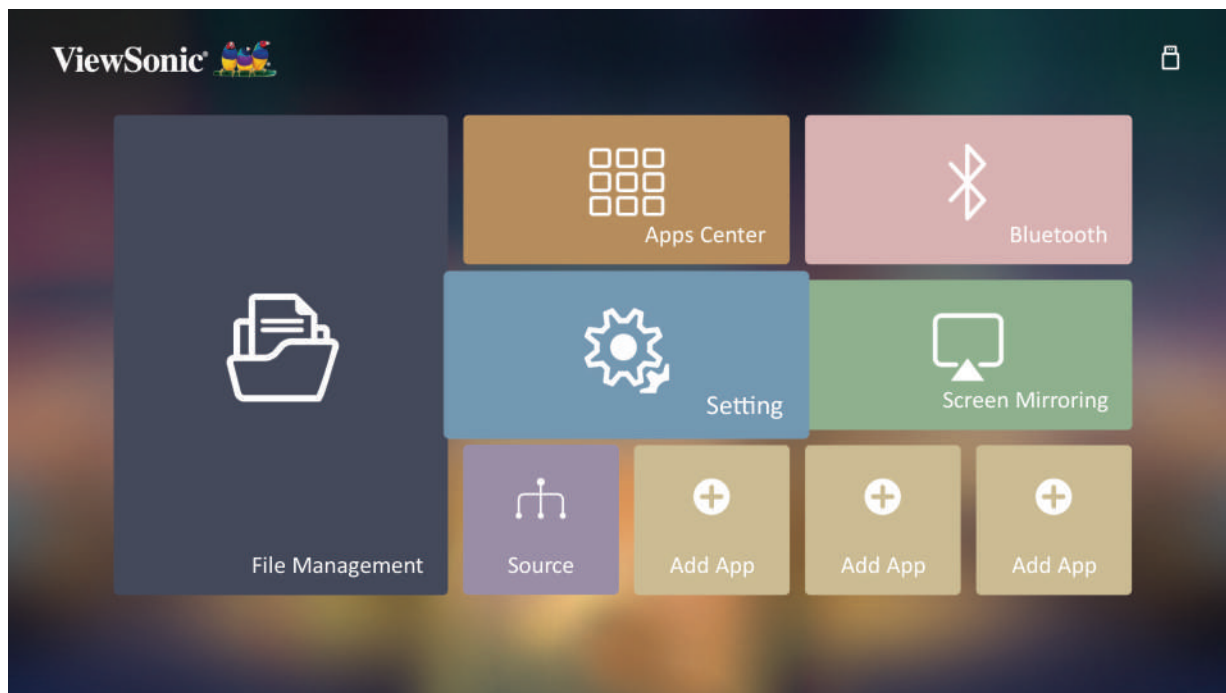 ViewSonic®
Apps Center
Bluetooth
Setting
Screen Mirroring
File Management
Source
Add App
Add App
Add App